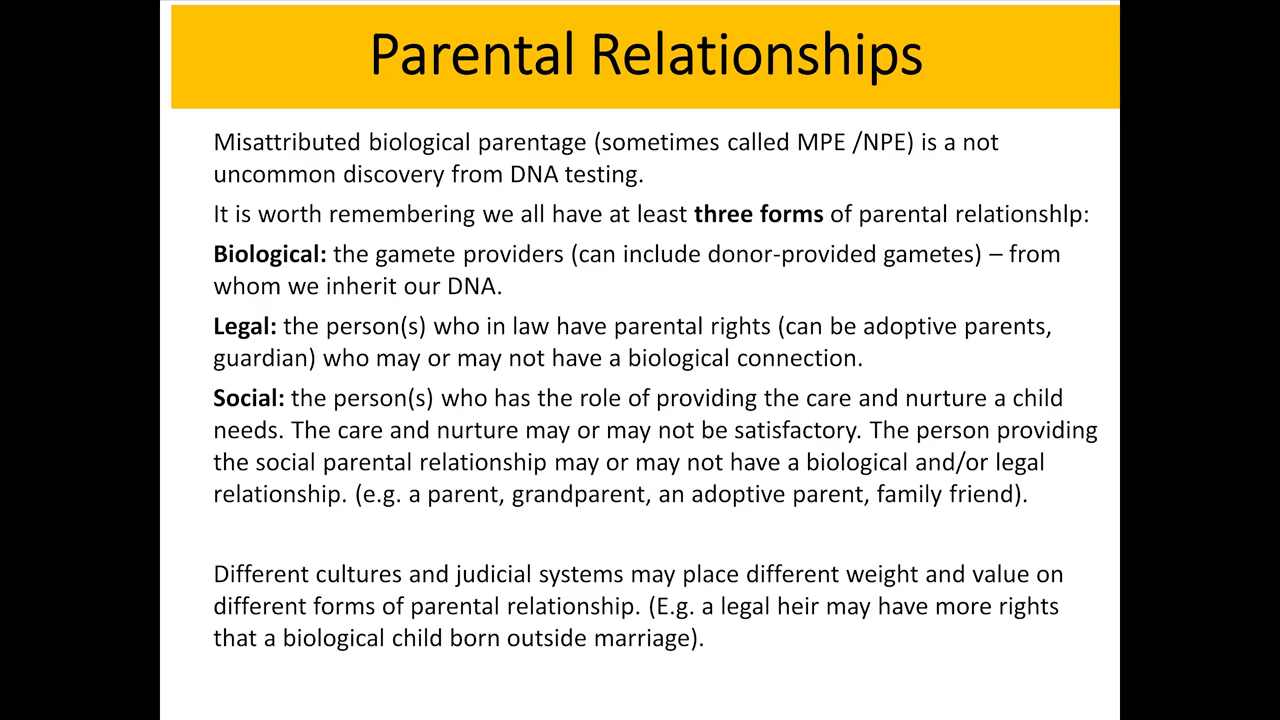 Parental Relationships
Misattributed biological parentage (sometimes called MPE /NPE) is a not
uncommon discovery from DNA testing.
It is worth remembering we all have at least three forms of parental relationshlp:
Biological: the gamete providers (can include donor-provided gametes) – from
whom we inherit our DNA.
Legal: the person(s) who in law have parental rights (can be adoptive parents,
guardian) who may or may not have a biological connection.
Social: the person(s) who has the role of providing the care and nurture a child
needs. The care and nurture may or may not be satisfactory. The person providing
the social parental relationship may or may not have a biological and/or legal
relationship. (e.g. a parent, grandparent, an adoptive parent, family friend).
Different cultures and judicial systems may place different weight and value on
different forms of parental relationship. (E.g. a legal heir may have more rights
that a biological child born outside marriage).